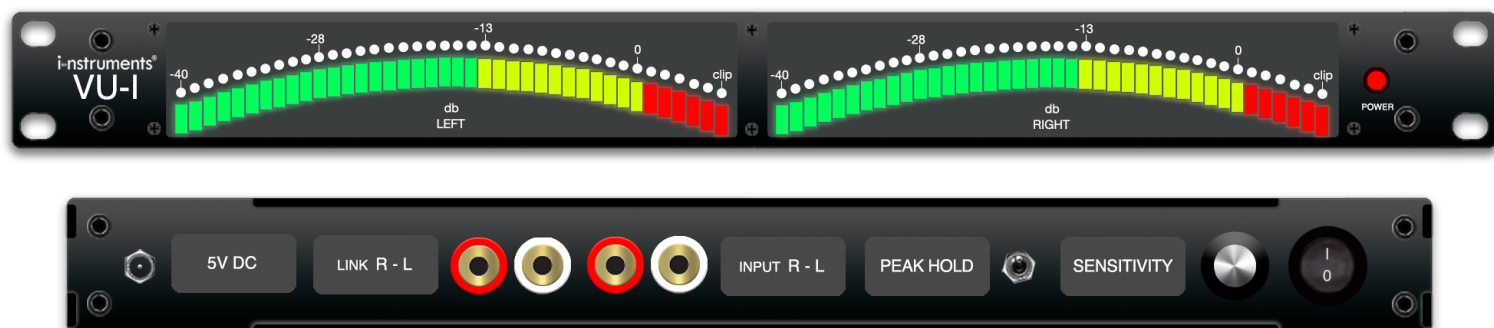 i-nstruments®
VU-I
-40
-28
-13
0
clip
db
LEFT
-40
-28
-13
0
clip
db
RIGHT
POWER
5V DC
LINK R - L
INPUT R - L
PEAK HOLD
SENSITIVITY
I
0